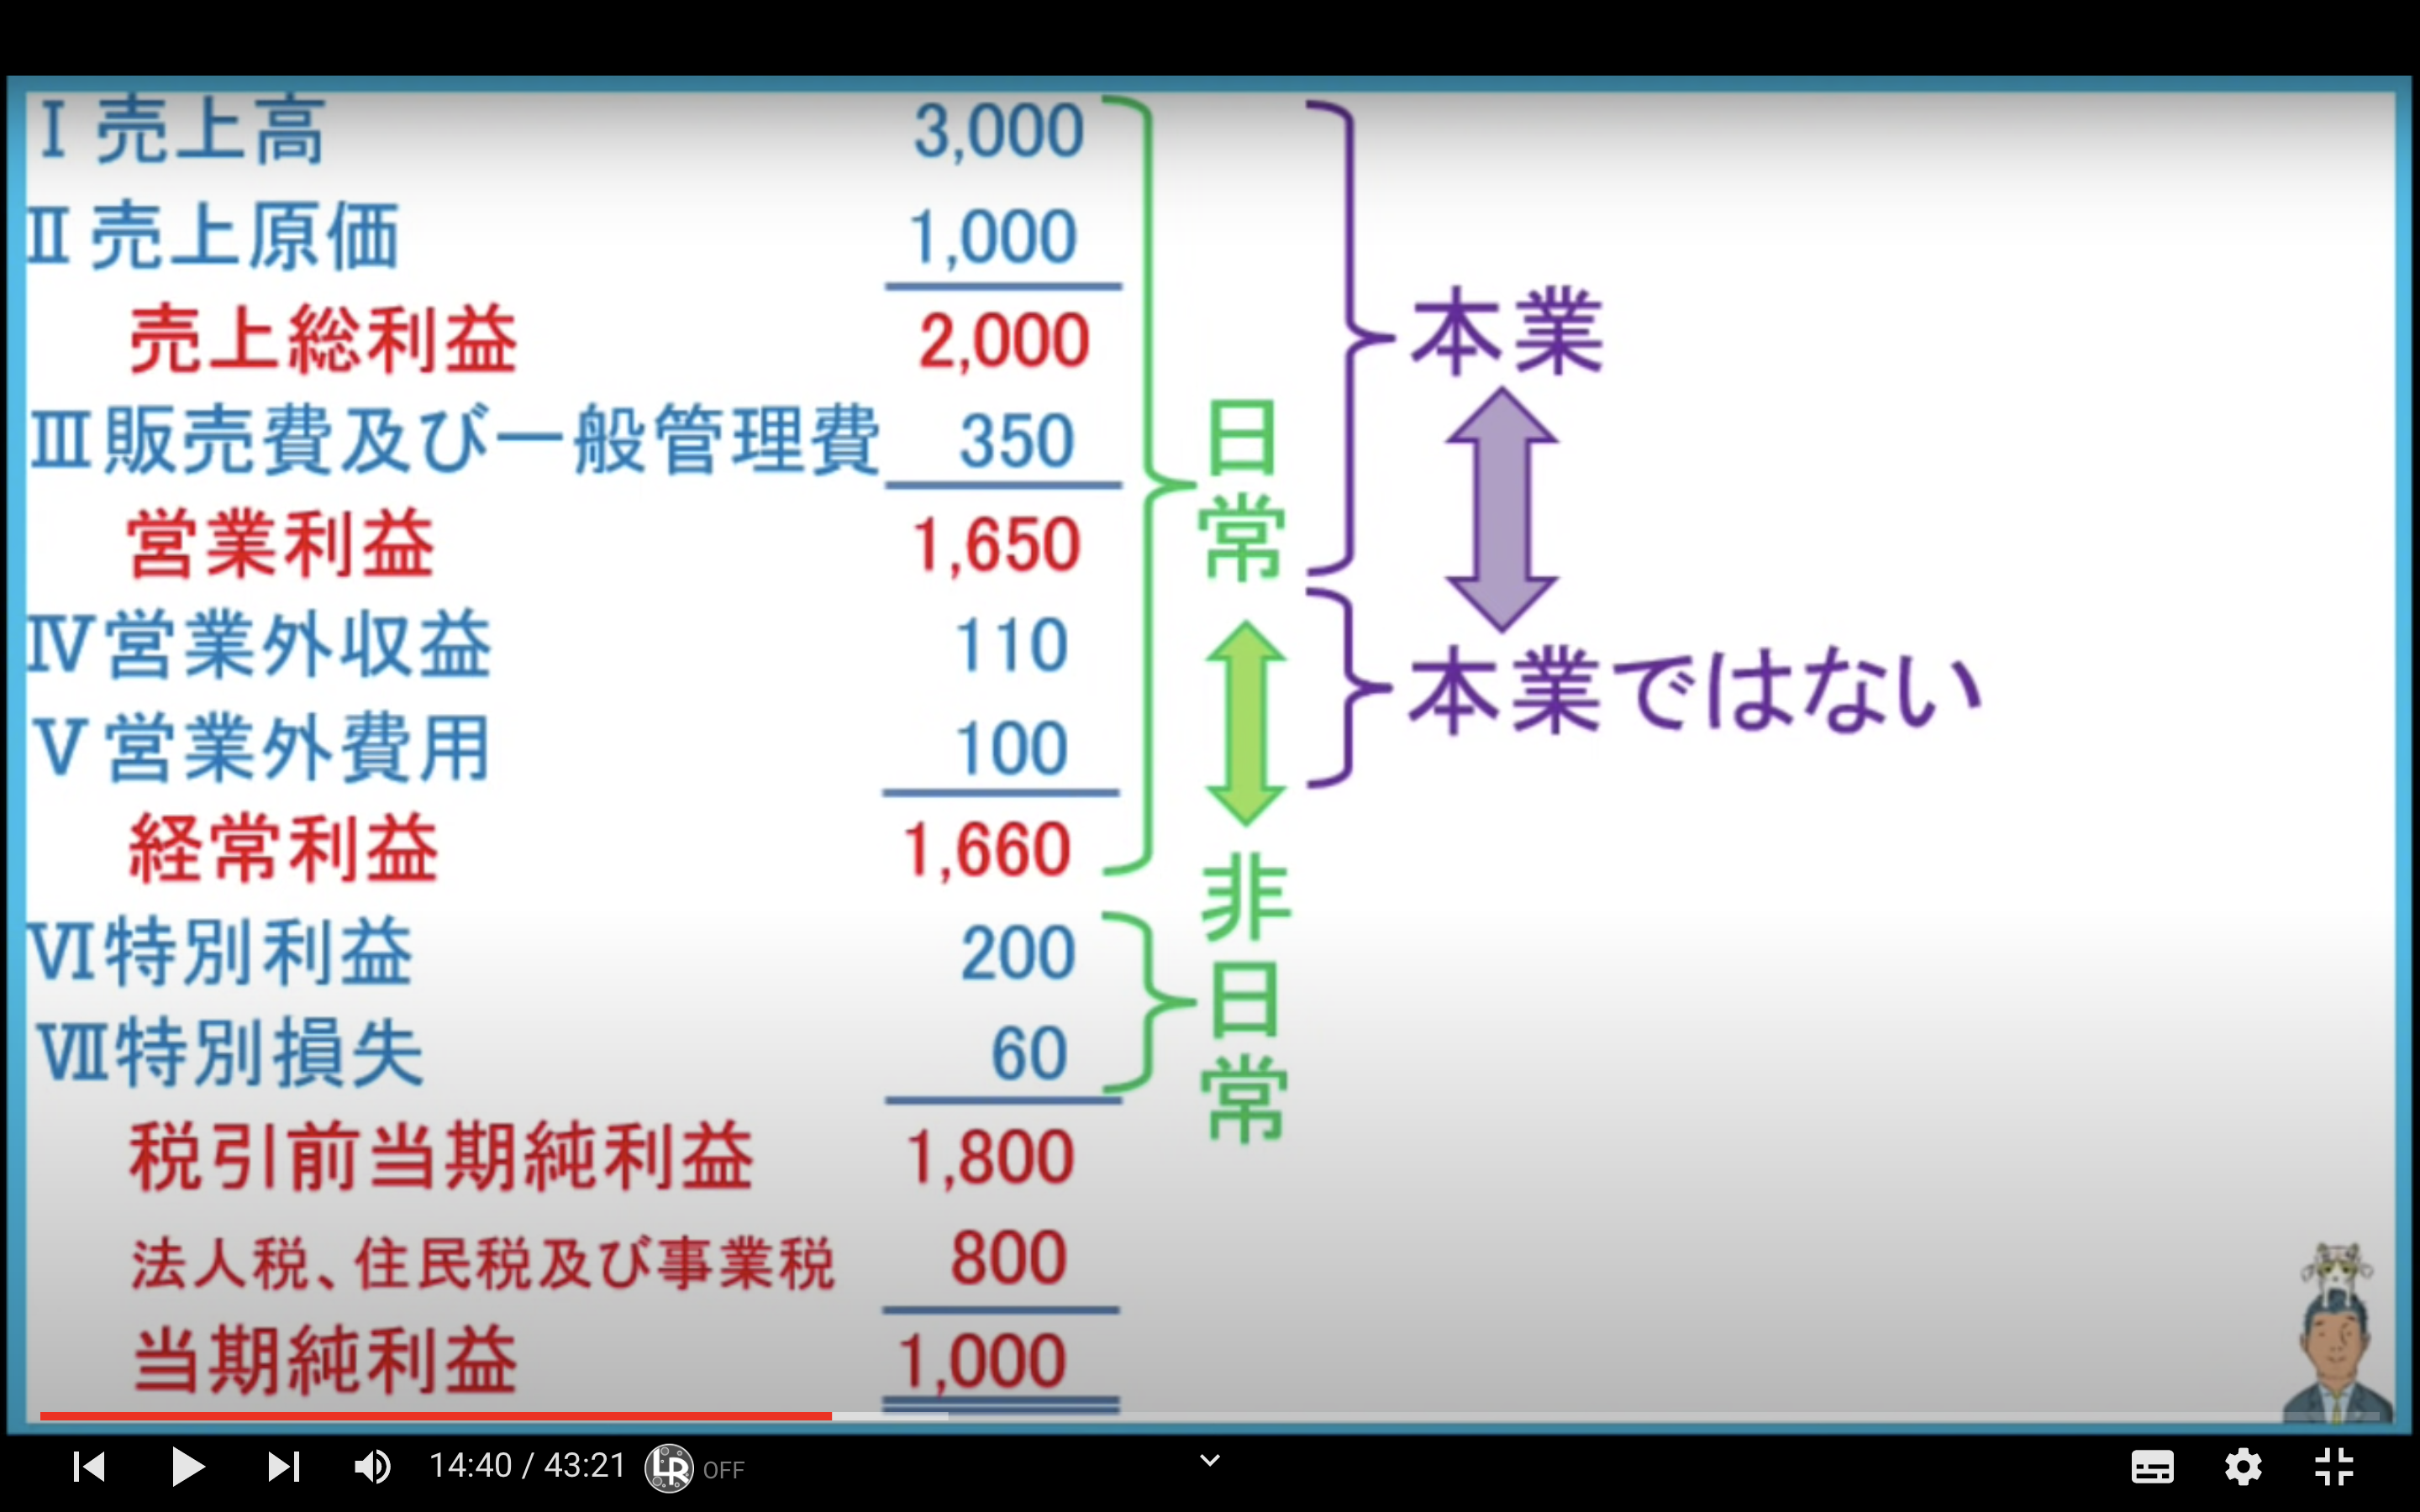 Ⅰ 売上高 3,000
Ⅱ 売上原価 1,000
売上総利益 2,000
Ⅲ 販売費及び一般管理費 350
営業利益 1,650
Ⅳ 営業外収益 110
Ⅴ 営業外費用 100
経常利益 1,660
Ⅵ 特別利益 200
Ⅶ 特別損失 60
税引前当期純利益 1,800
法人税、住民税及び事業税 800
当期純利益 1,000
日常
非日常
本業
本業ではない
14:40 / 43:21
LR
OFF